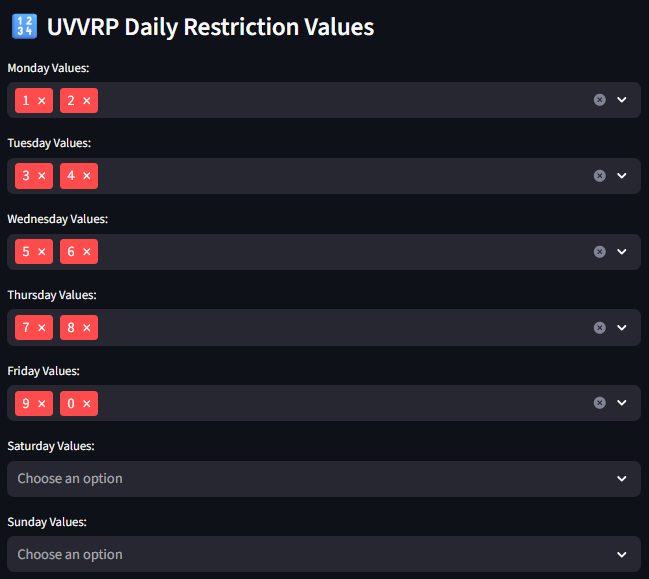 🔢 UVVRP Daily Restriction Values
Monday Values:
1 × 2 ×
Tuesday Values:
3 × 4 ×
Wednesday Values:
5 × 6 ×
Thursday Values:
7 × 8 ×
Friday Values:
9 × 0 ×
Saturday Values:
Choose an option
Sunday Values:
Choose an option